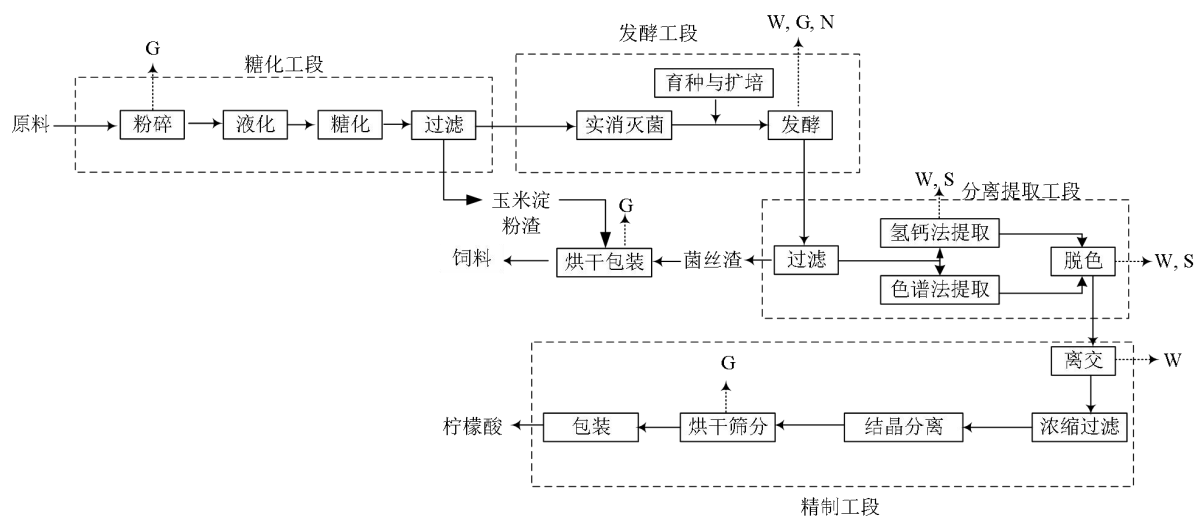 W, G, N
发酵工段
G
糖化工段
育种与扩培
原料
粉碎
液化
糖化
过滤
实消灭菌
发酵
W, S
分离提取工段
玉米淀
粉渣
G
氢钙法提取
饲料
烘干包装
菌丝渣
过滤
脱色
W, S
色谱法提取
离交
W
G
柠檬酸
包装
烘干筛分
结晶分离
浓缩过滤
精制工段